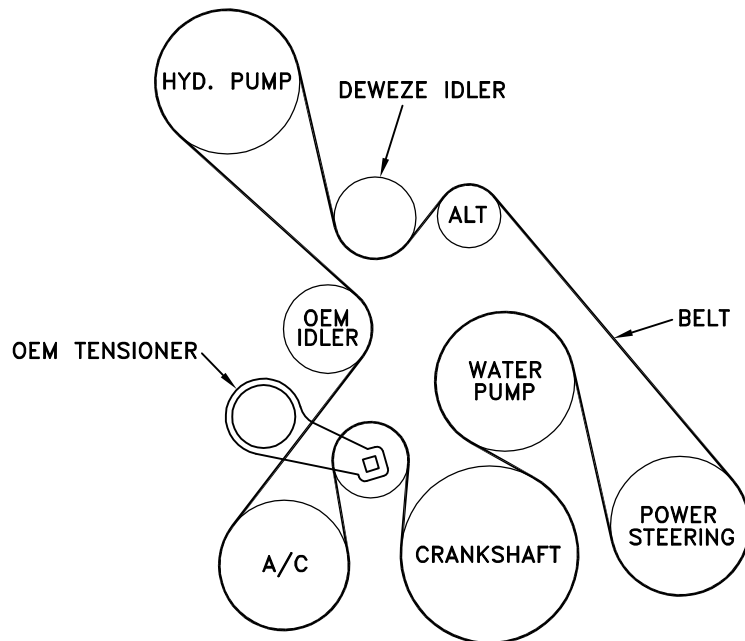 HYD. PUMP
DEWEZE IDLER
ALT
OEM
IDLER
BELT
OEM TENSIONER
WATER
PUMP
POWER
STEERING
A/C
CRANKSHAFT